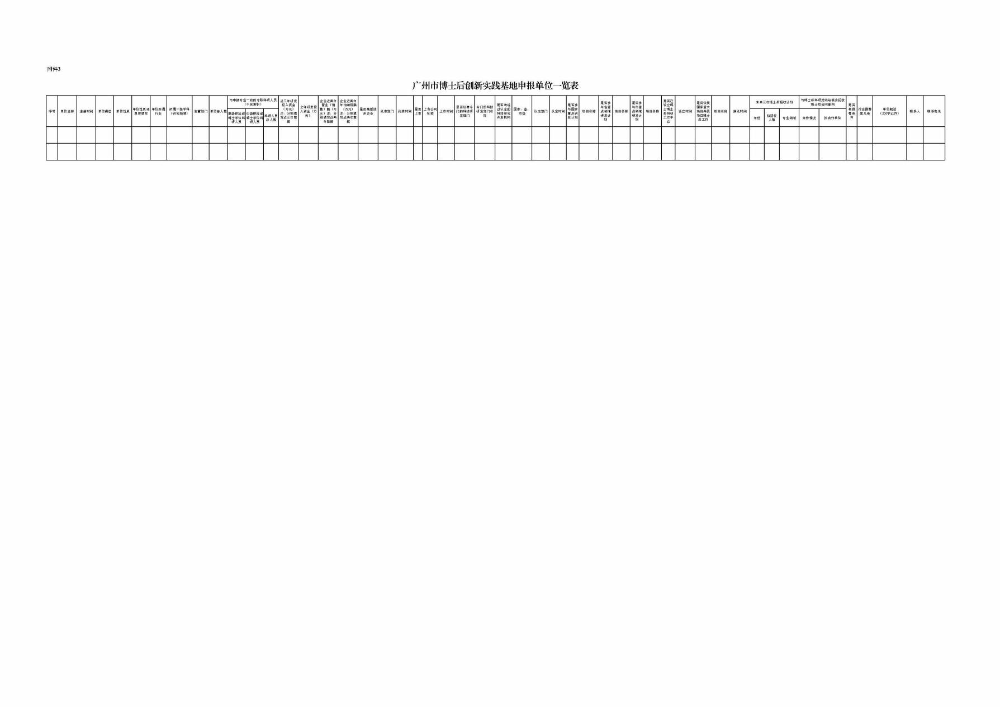 附件3
广州市博士后创新实践基地申报单位一览表
序号
单位全称
注册时间
单位类型
单位性质
单位性质请
具体填写
单位所属
行业
所属一级学科
（研究领域）
主管部门
单位总人数
与申报专业一致的专职科研人员
（不含兼职）
高级职称或
博士学位科
研人员
中级职称或
硕士学位科
研人员
科研人员
总人数
近三年研发
投入资金
（万元）
注：分别填
写近三年数
据
上年研发投
入资金（万
元）
企业近两年
营业（销
售）额（万
元）注：分
别填写近两
年数据
企业近两年
年均纳税额
（万元）
注：分别填
写近两年数
据
是否高新技
术企业
批准部门
批准时间
是否
上市
上市公司
名称
上市时间
是否设有专
门的科技研
发部门
专门的科技
研发部门名
称
是否有经
过认定的
科技研究
开发机构
国家、省、
市级
认定部门
认定时间
是否参
与国家
重点研
发计划
项目名称
是否参
与省重
点领域
研发计
划
项目名称
是否参
与市重
点领域
研发计
划
项目名称
是否已
设立博
士博士
后科研
工作平
台
设立时间
是否依托
国家重大
项目开展
项目博士
后工作
项目名称
获批时间
未来三年博士后招收计划
年份
拟招收
人数
专业领域
与博士后科研流动站联合招收
博士后合同意向
合作情况
拟合作单位
是否
有推
荐条
件
符合推荐
第几条
单位概述
（200字以内）
联系人
联系电话